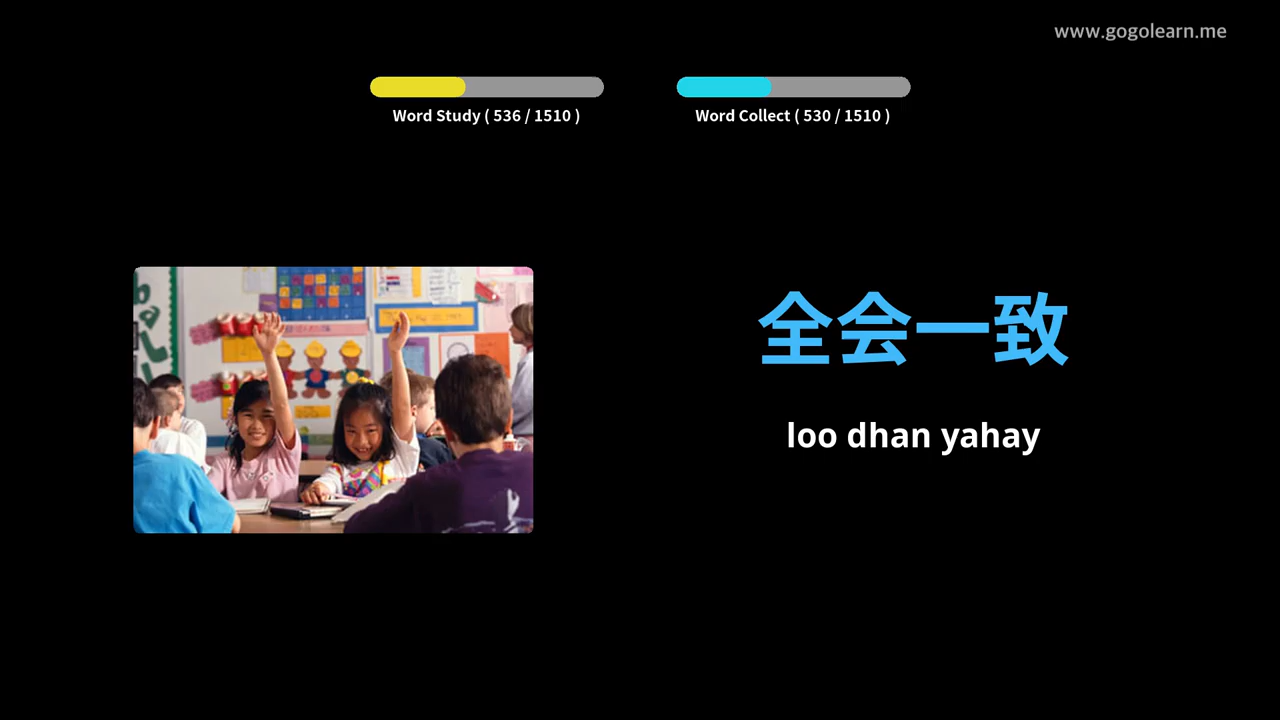 www.gogolearn.me
Word Study ( 536 / 1510 )
Word Collect ( 530 / 1510 )
全会一致
loo dhan yahay